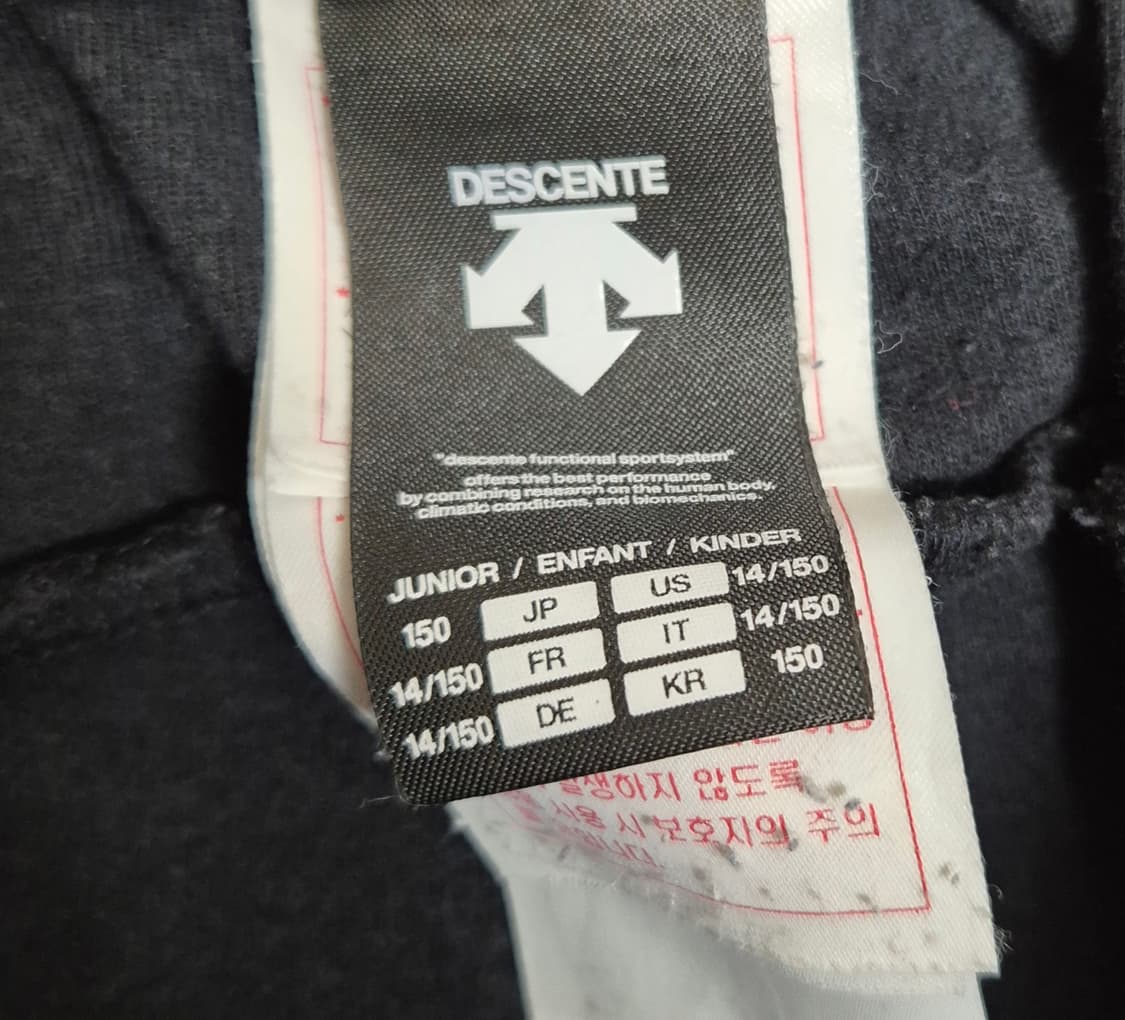 DESCENTE
"descente functional sportsystem"
offers the best performance
by combining research on the human body,
climatic conditions, and biomechanics.
JUNIOR / ENFANT / KINDER
150 JP US 14/150
14/150 FR IT 14/150
14/150 DE KR 150
발생하지 않도록
사용 시 보호자의 주의